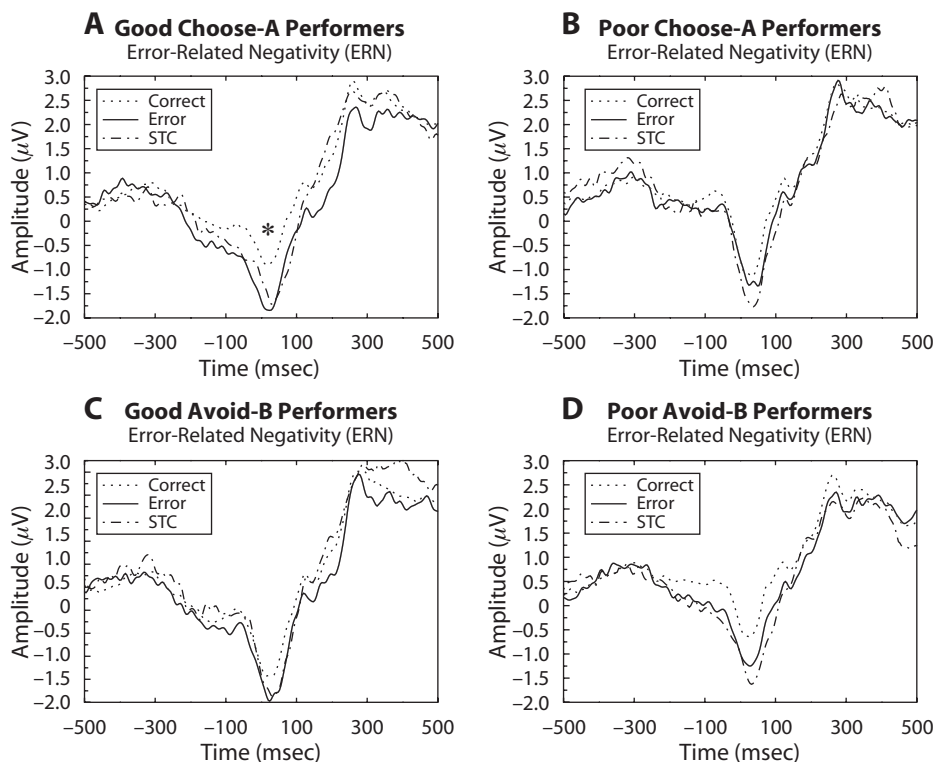 A Good Choose-A Performers
Error-Related Negativity (ERN)
Amplitude (μV)
3.0
2.5
2.0
1.5
1.0
0.5
0
−0.5
−1.0
−1.5
−2.0
Correct
Error
STC
*
−500 −300 −100 100 300 500
Time (msec)
B Poor Choose-A Performers
Error-Related Negativity (ERN)
Amplitude (μV)
3.0
2.5
2.0
1.5
1.0
0.5
0
−0.5
−1.0
−1.5
−2.0
Correct
Error
STC
−500 −300 −100 100 300 500
Time (msec)
C Good Avoid-B Performers
Error-Related Negativity (ERN)
Amplitude (μV)
3.0
2.5
2.0
1.5
1.0
0.5
0
−0.5
−1.0
−1.5
−2.0
Correct
Error
STC
−500 −300 −100 100 300 500
Time (msec)
D Poor Avoid-B Performers
Error-Related Negativity (ERN)
Amplitude (μV)
3.0
2.5
2.0
1.5
1.0
0.5
0
−0.5
−1.0
−1.5
−2.0
Correct
Error
STC
−500 −300 −100 100 300 500
Time (msec)